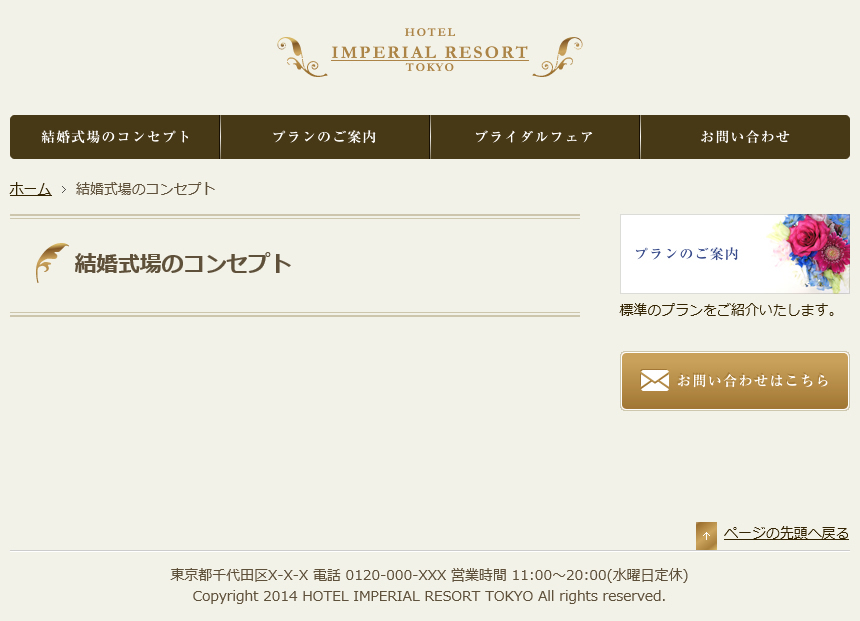 HOTEL
IMPERIAL RESORT
TOKYO
結婚式場のコンセプト
プランのご案内
ブライダルフェア
お問い合わせ
ホーム > 結婚式場のコンセプト
結婚式場のコンセプト
プランのご案内
標準のプランをご紹介いたします。
お問い合わせはこちら
ページの先頭へ戻る
東京都千代田区X-X-X 電話 0120-000-XXX 営業時間 11:00～20:00(水曜日定休)
Copyright 2014 HOTEL IMPERIAL RESORT TOKYO All rights reserved.